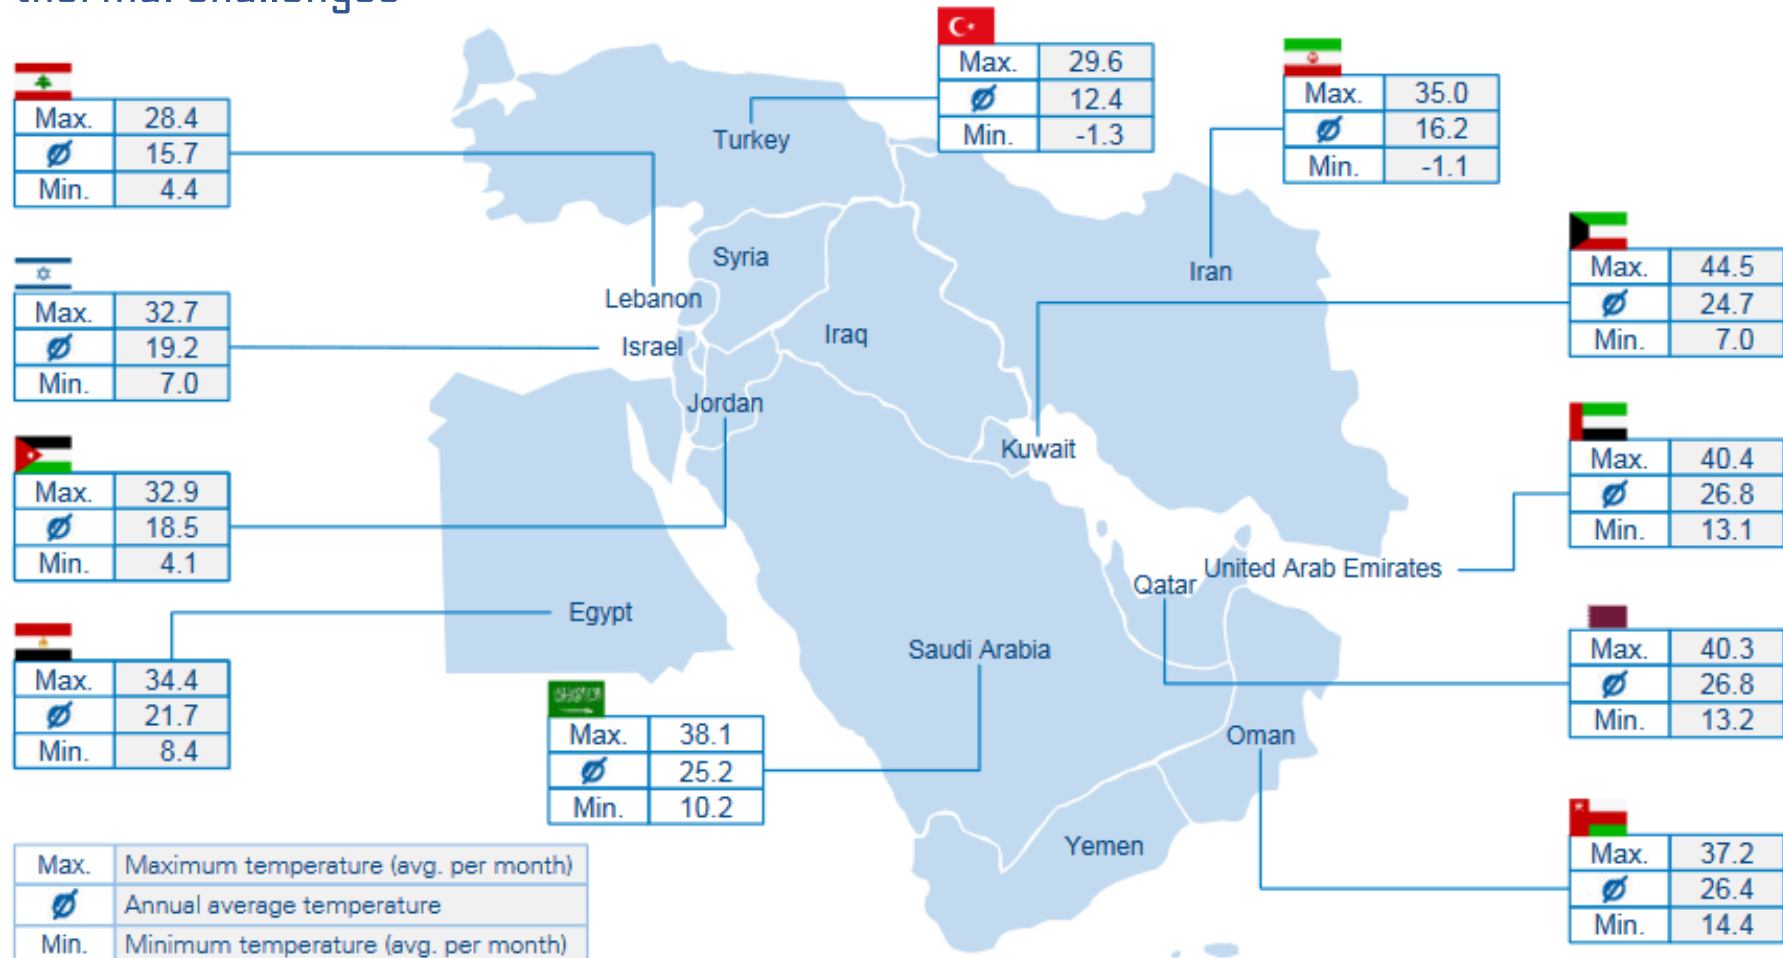 thermal challenges
Max. 28.4
Ø 15.7
Min. 4.4
Max. 32.7
Ø 19.2
Min. 7.0
Max. 32.9
Ø 18.5
Min. 4.1
Max. 34.4
Ø 21.7
Min. 8.4
Max. 38.1
Ø 25.2
Min. 10.2
Max. 29.6
Ø 12.4
Min. -1.3
Max. 35.0
Ø 16.2
Min. -1.1
Max. 44.5
Ø 24.7
Min. 7.0
Max. 40.4
Ø 26.8
Min. 13.1
Max. 40.3
Ø 26.8
Min. 13.2
Max. 37.2
Ø 26.4
Min. 14.4
Turkey
Syria
Lebanon
Iran
Iraq
Israel
Jordan
Kuwait
United Arab Emirates
Qatar
Egypt
Saudi Arabia
Oman
Yemen
Max. Maximum temperature (avg. per month)
Ø Annual average temperature
Min. Minimum temperature (avg. per month)